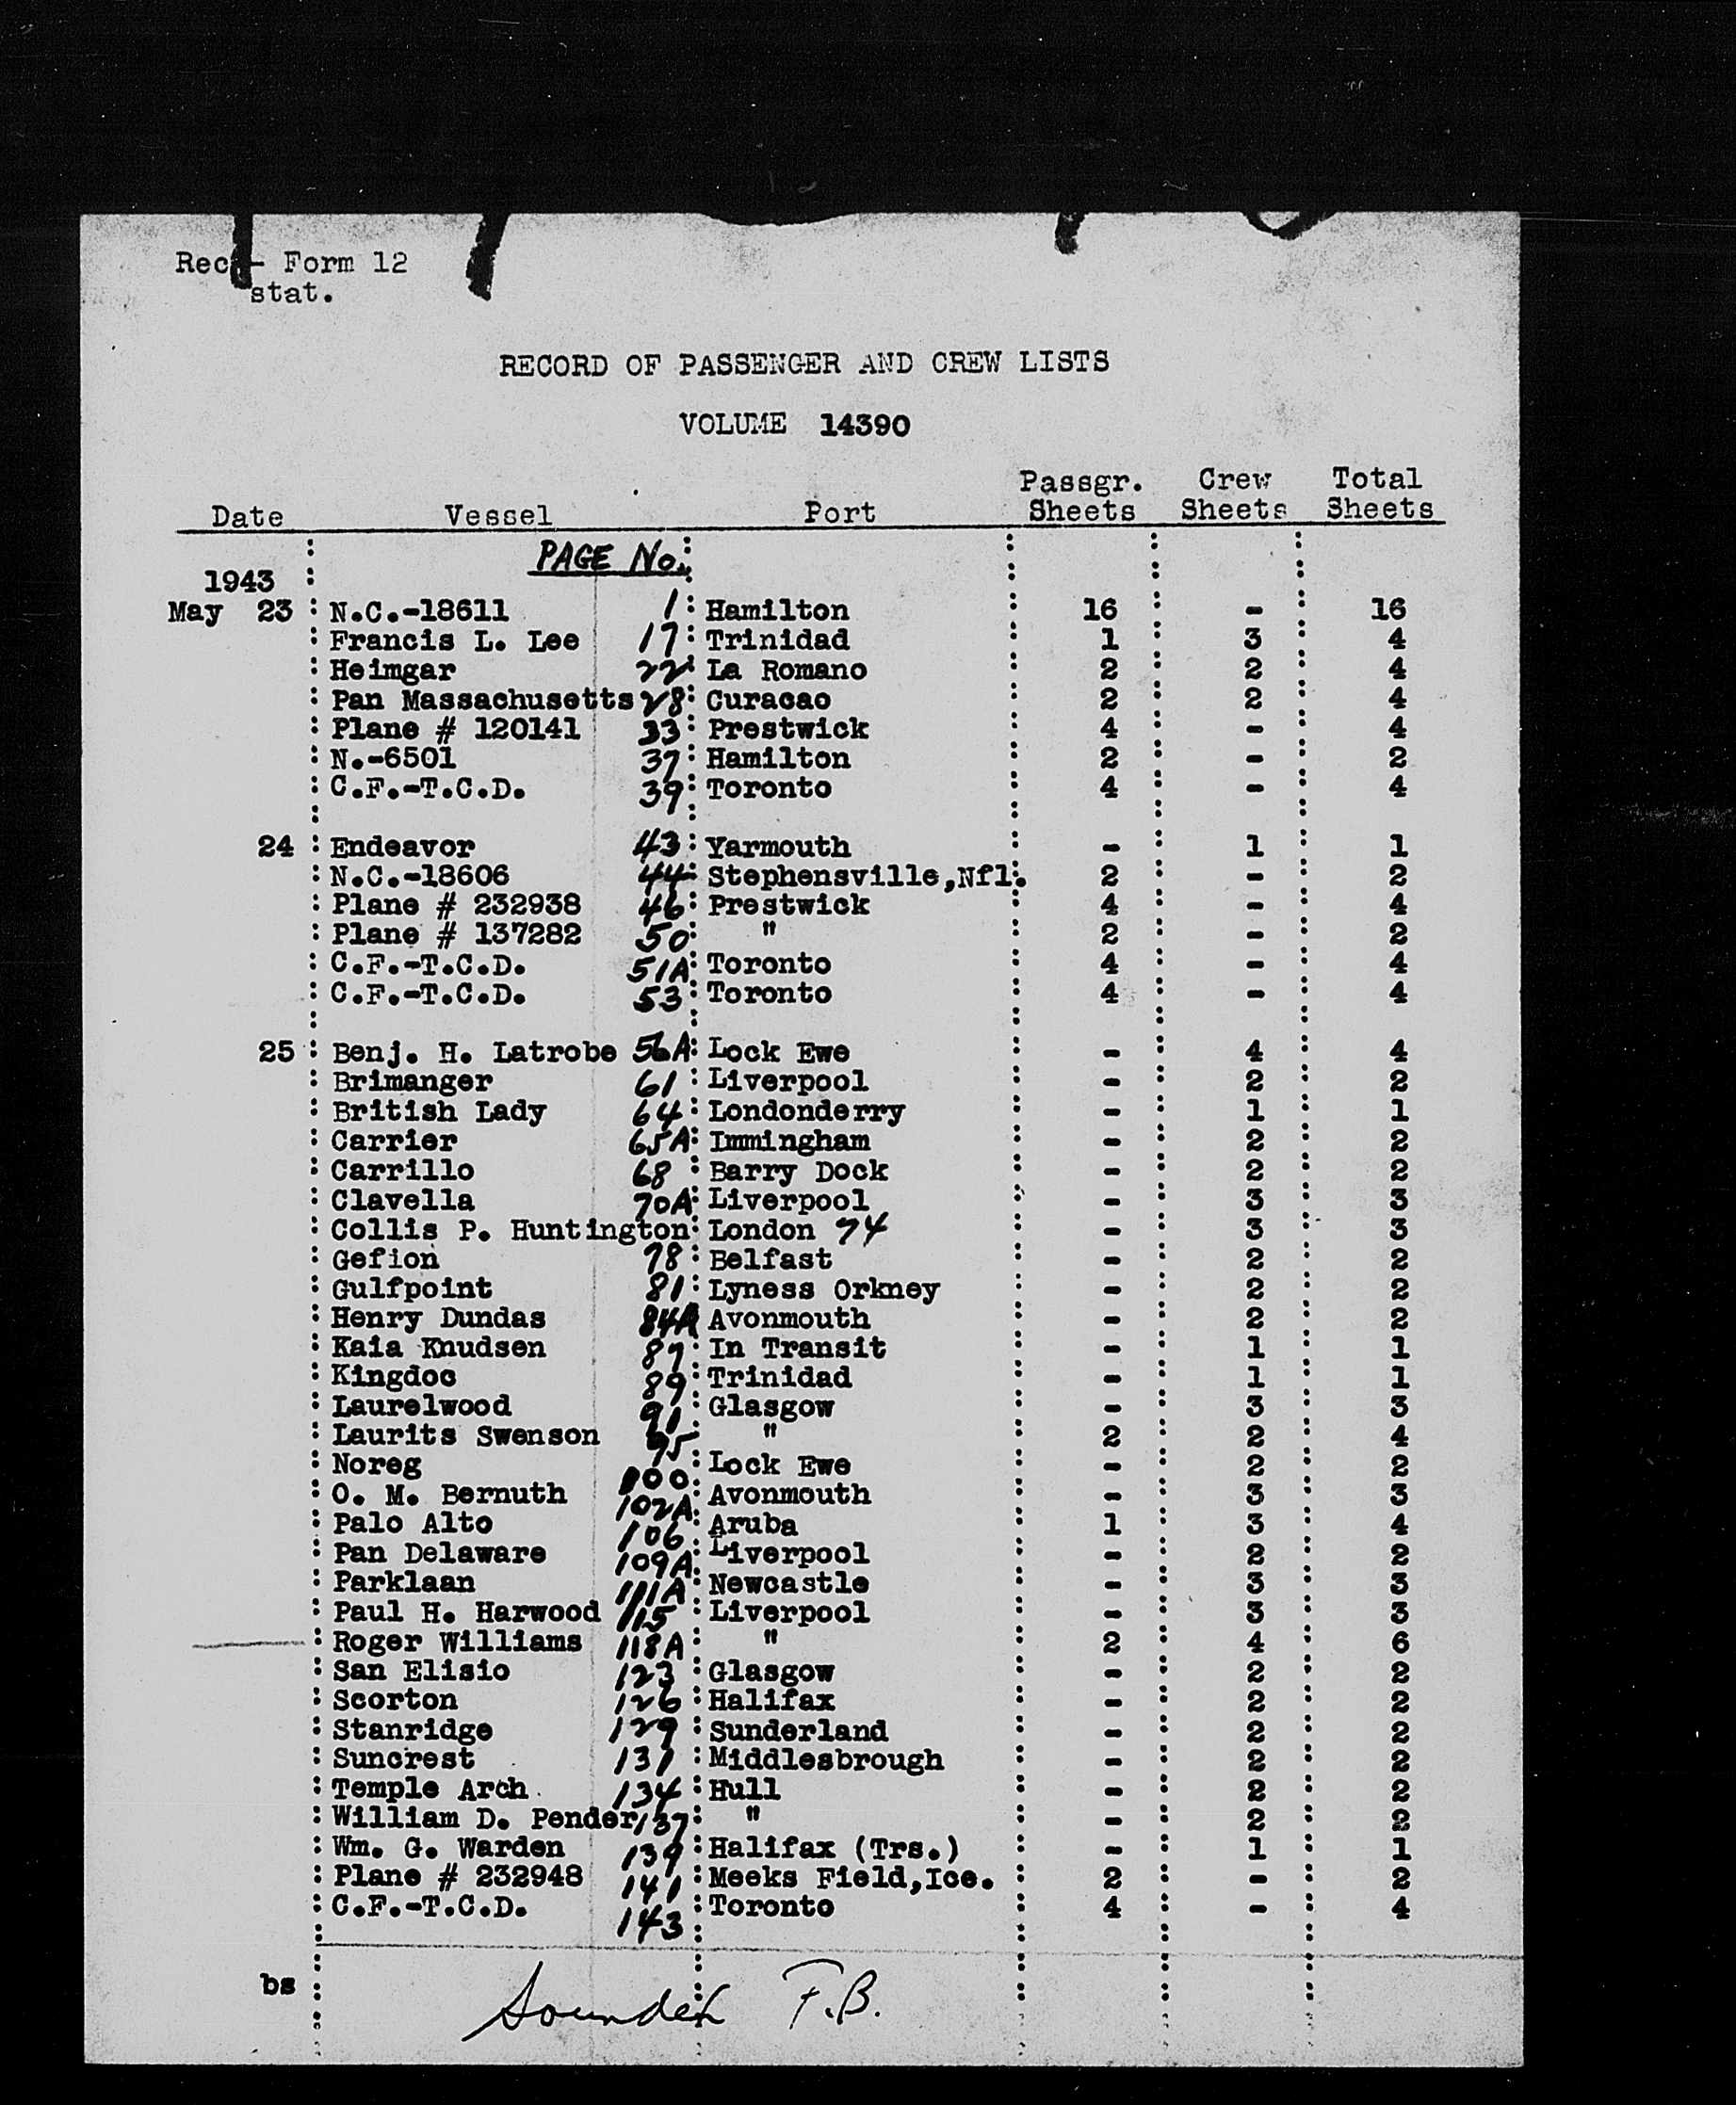 Rec - Form 12
stat.
RECORD OF PASSENGER AND CREW LISTS
VOLUME 14390
Date Vessel Port Passgr. Sheets Crew Sheets Total Sheets
PAGE No.
1943
May 23 : N.C.-18611 1 : Hamilton : 16 : - : 16
: Francis L. Lee 17 : Trinidad : 1 : 3 : 4
: Heimgar 22 : La Romano : 2 : 2 : 4
: Pan Massachusetts 28 : Curacao : 2 : 2 : 4
: Plane # 120141 33 : Prestwick : 4 : - : 4
: N.-6501 37 : Hamilton : 2 : - : 2
: C.F.-T.C.D. 39 : Toronto : 4 : - : 4
24 : Endeavor 43 : Yarmouth : - : 1 : 1
: N.C.-18606 44 : Stephensville,Nfl. : 2 : - : 2
: Plane # 232938 46 : Prestwick : 4 : - : 4
: Plane # 137282 50 : " : 2 : - : 2
: C.F.-T.C.D. 51A : Toronto : 4 : - : 4
: C.F.-T.C.D. 53 : Toronto : 4 : - : 4
25 : Benj. H. Latrobe 56A : Lock Ewe : - : 4 : 4
: Brimanger 61 : Liverpool : - : 2 : 2
: British Lady 64 : Londonderry : - : 1 : 1
: Carrier 65A : Immingham : - : 2 : 2
: Carrillo 68 : Barry Dock : - : 2 : 2
: Clavella 70A : Liverpool : - : 3 : 3
: Collis P. Huntington : London 74 : - : 3 : 3
: Gefion 78 : Belfast : - : 2 : 2
: Gulfpoint 81 : Lyness Orkney : - : 2 : 2
: Henry Dundas 84A Avonmouth : - : 2 : 2
: Kaia Knudsen 87 : In Transit : - : 1 : 1
: Kingdoc 89 : Trinidad : - : 1 : 1
: Laurelwood 91 : Glasgow : - : 3 : 3
: Laurits Swenson 95 " : 2 : 2 : 4
: Noreg 100 : Lock Ewe : - : 2 : 2
: O. M. Bernuth 102A : Avonmouth : - : 3 : 3
: Palo Alto 106 : Aruba : 1 : 3 : 4
: Pan Delaware 109A : Liverpool : - : 2 : 2
: Parklaan 111A : Newcastle : - : 3 : 3
: Paul H. Harwood 115 : Liverpool : - : 3 : 3
: Roger Williams 118A : " : 2 : 4 : 6
: San Elisio 123 : Glasgow : - : 2 : 2
: Scorton 126 : Halifax : - : 2 : 2
: Stanridge 129 : Sunderland : - : 2 : 2
: Suncrest 131 : Middlesbrough : - : 2 : 2
: Temple Arch 134 : Hull : - : 2 : 2
: William D. Pender 137 : " : - : 2 : 2
: Wm. G. Warden 139 : Halifax (Trs.) : - : 1 : 1
: Plane # 232948 141 : Meeks Field,Ice. : 2 : - : 2
: C.F.-T.C.D. 143 : Toronto : 4 : - : 4
bs
F.B.